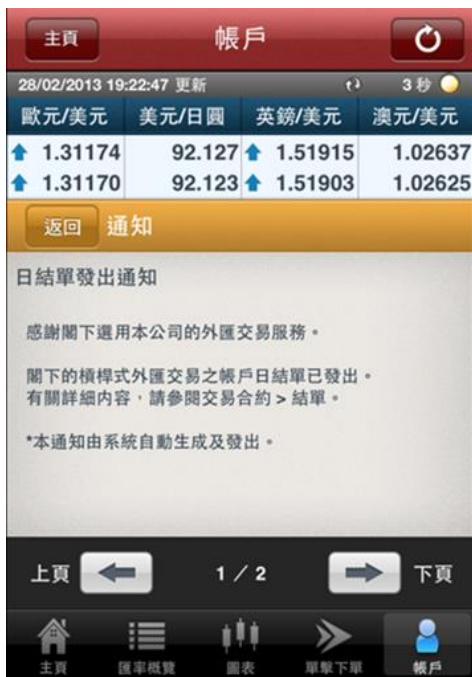 主頁 帳戶
28/02/2013 19:22:47 更新 3 秒
歐元/美元 美元/日圓 英鎊/美元 澳元/美元
1.31174 92.127 1.51915 1.02637
1.31170 92.123 1.51903 1.02625
返回 通知
日結單發出通知
感謝閣下選用本公司的外匯交易服務。
閣下的槓桿式外匯交易之帳戶日結單已發出。
有關詳細内容，請參閱交易合約 > 結單。
*本通知由系統自動生成及發出。
上頁 1 / 2 下頁
主頁 匯率概覽 圖表 單擊下單 帳戶